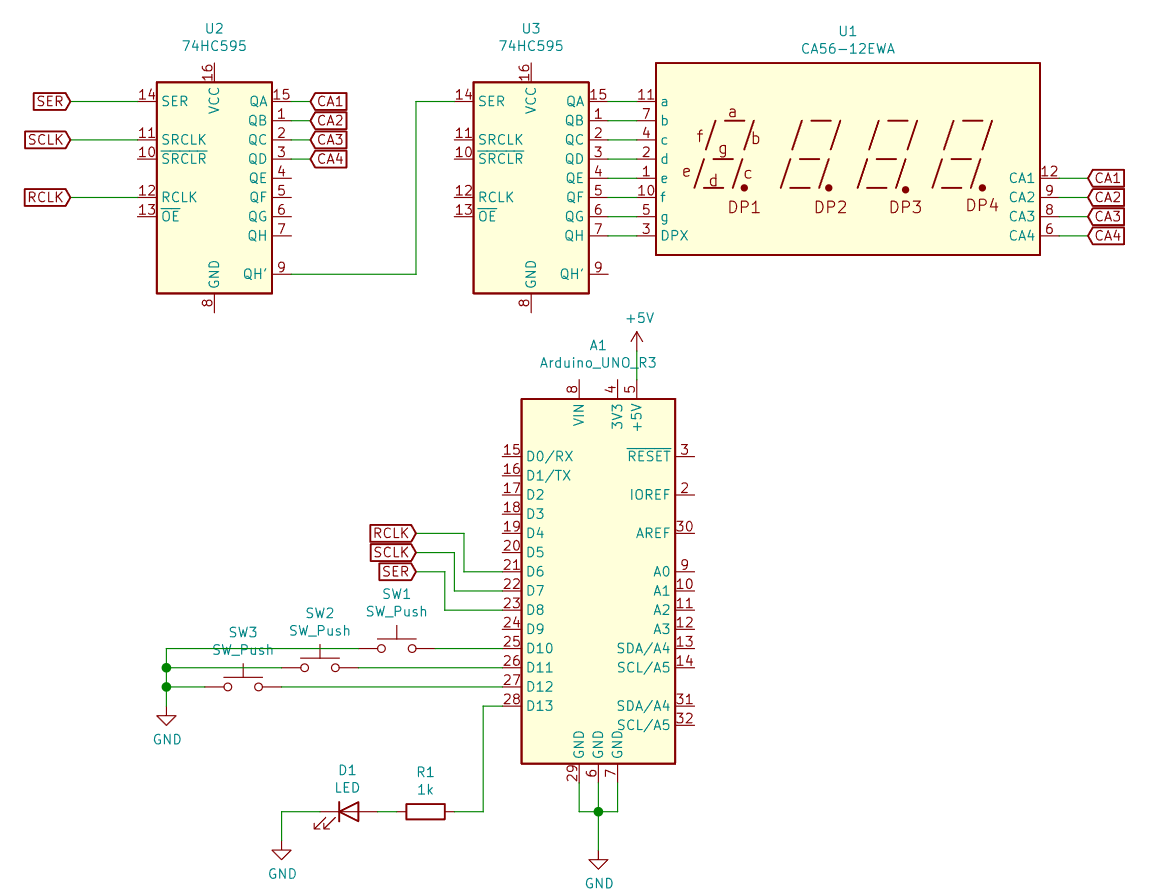 U2
74HC595
U3
74HC595
U1
CA56-12EWA
16
VCC
SER
14
SER
QA
15
CA1
QB
1
CA2
SCLK
11
SRCLK
QC
2
CA3
10
SRCLR
QD
3
CA4
QE
4
RCLK
12
RCLK
QF
5
13
OE
QG
6
QH
7
QH'
9
GND
8
16
VCC
14
SER
QA
15
QB
1
11
SRCLK
QC
2
10
SRCLR
QD
3
QE
4
12
RCLK
QF
5
13
OE
QG
6
QH
7
QH'
9
GND
8
11
a
7
b
4
c
2
d
1
e
10
f
5
g
3
DPX
a
f
b
g
e
c
d
DP1
DP2
DP3
DP4
CA1
12
CA1
CA2
9
CA2
CA3
8
CA3
CA4
6
CA4
+5V
A1
Arduino_UNO_R3
8
4
5
VIN
3V3
+5V
15
D0/RX
RESET
3
16
D1/TX
17
D2
IOREF
2
18
D3
RCLK
19
D4
AREF
30
SCLK
20
D5
SER
21
D6
A0
9
22
D7
A1
10
23
D8
A2
11
24
D9
A3
12
25
D10
SDA/A4
13
26
D11
SCL/A5
14
27
D12
28
D13
SDA/A4
31
SCL/A5
32
GND
GND
GND
29
6
7
SW1
SW_Push
SW2
SW_Push
SW3
SW_Push
GND
D1
LED
R1
1k
GND
GND